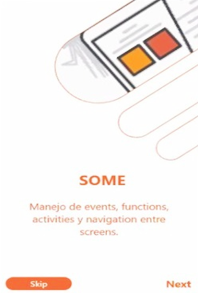 SOME
Manejo de events, functions,
activities y navigation entre
screens.
Skip
Next